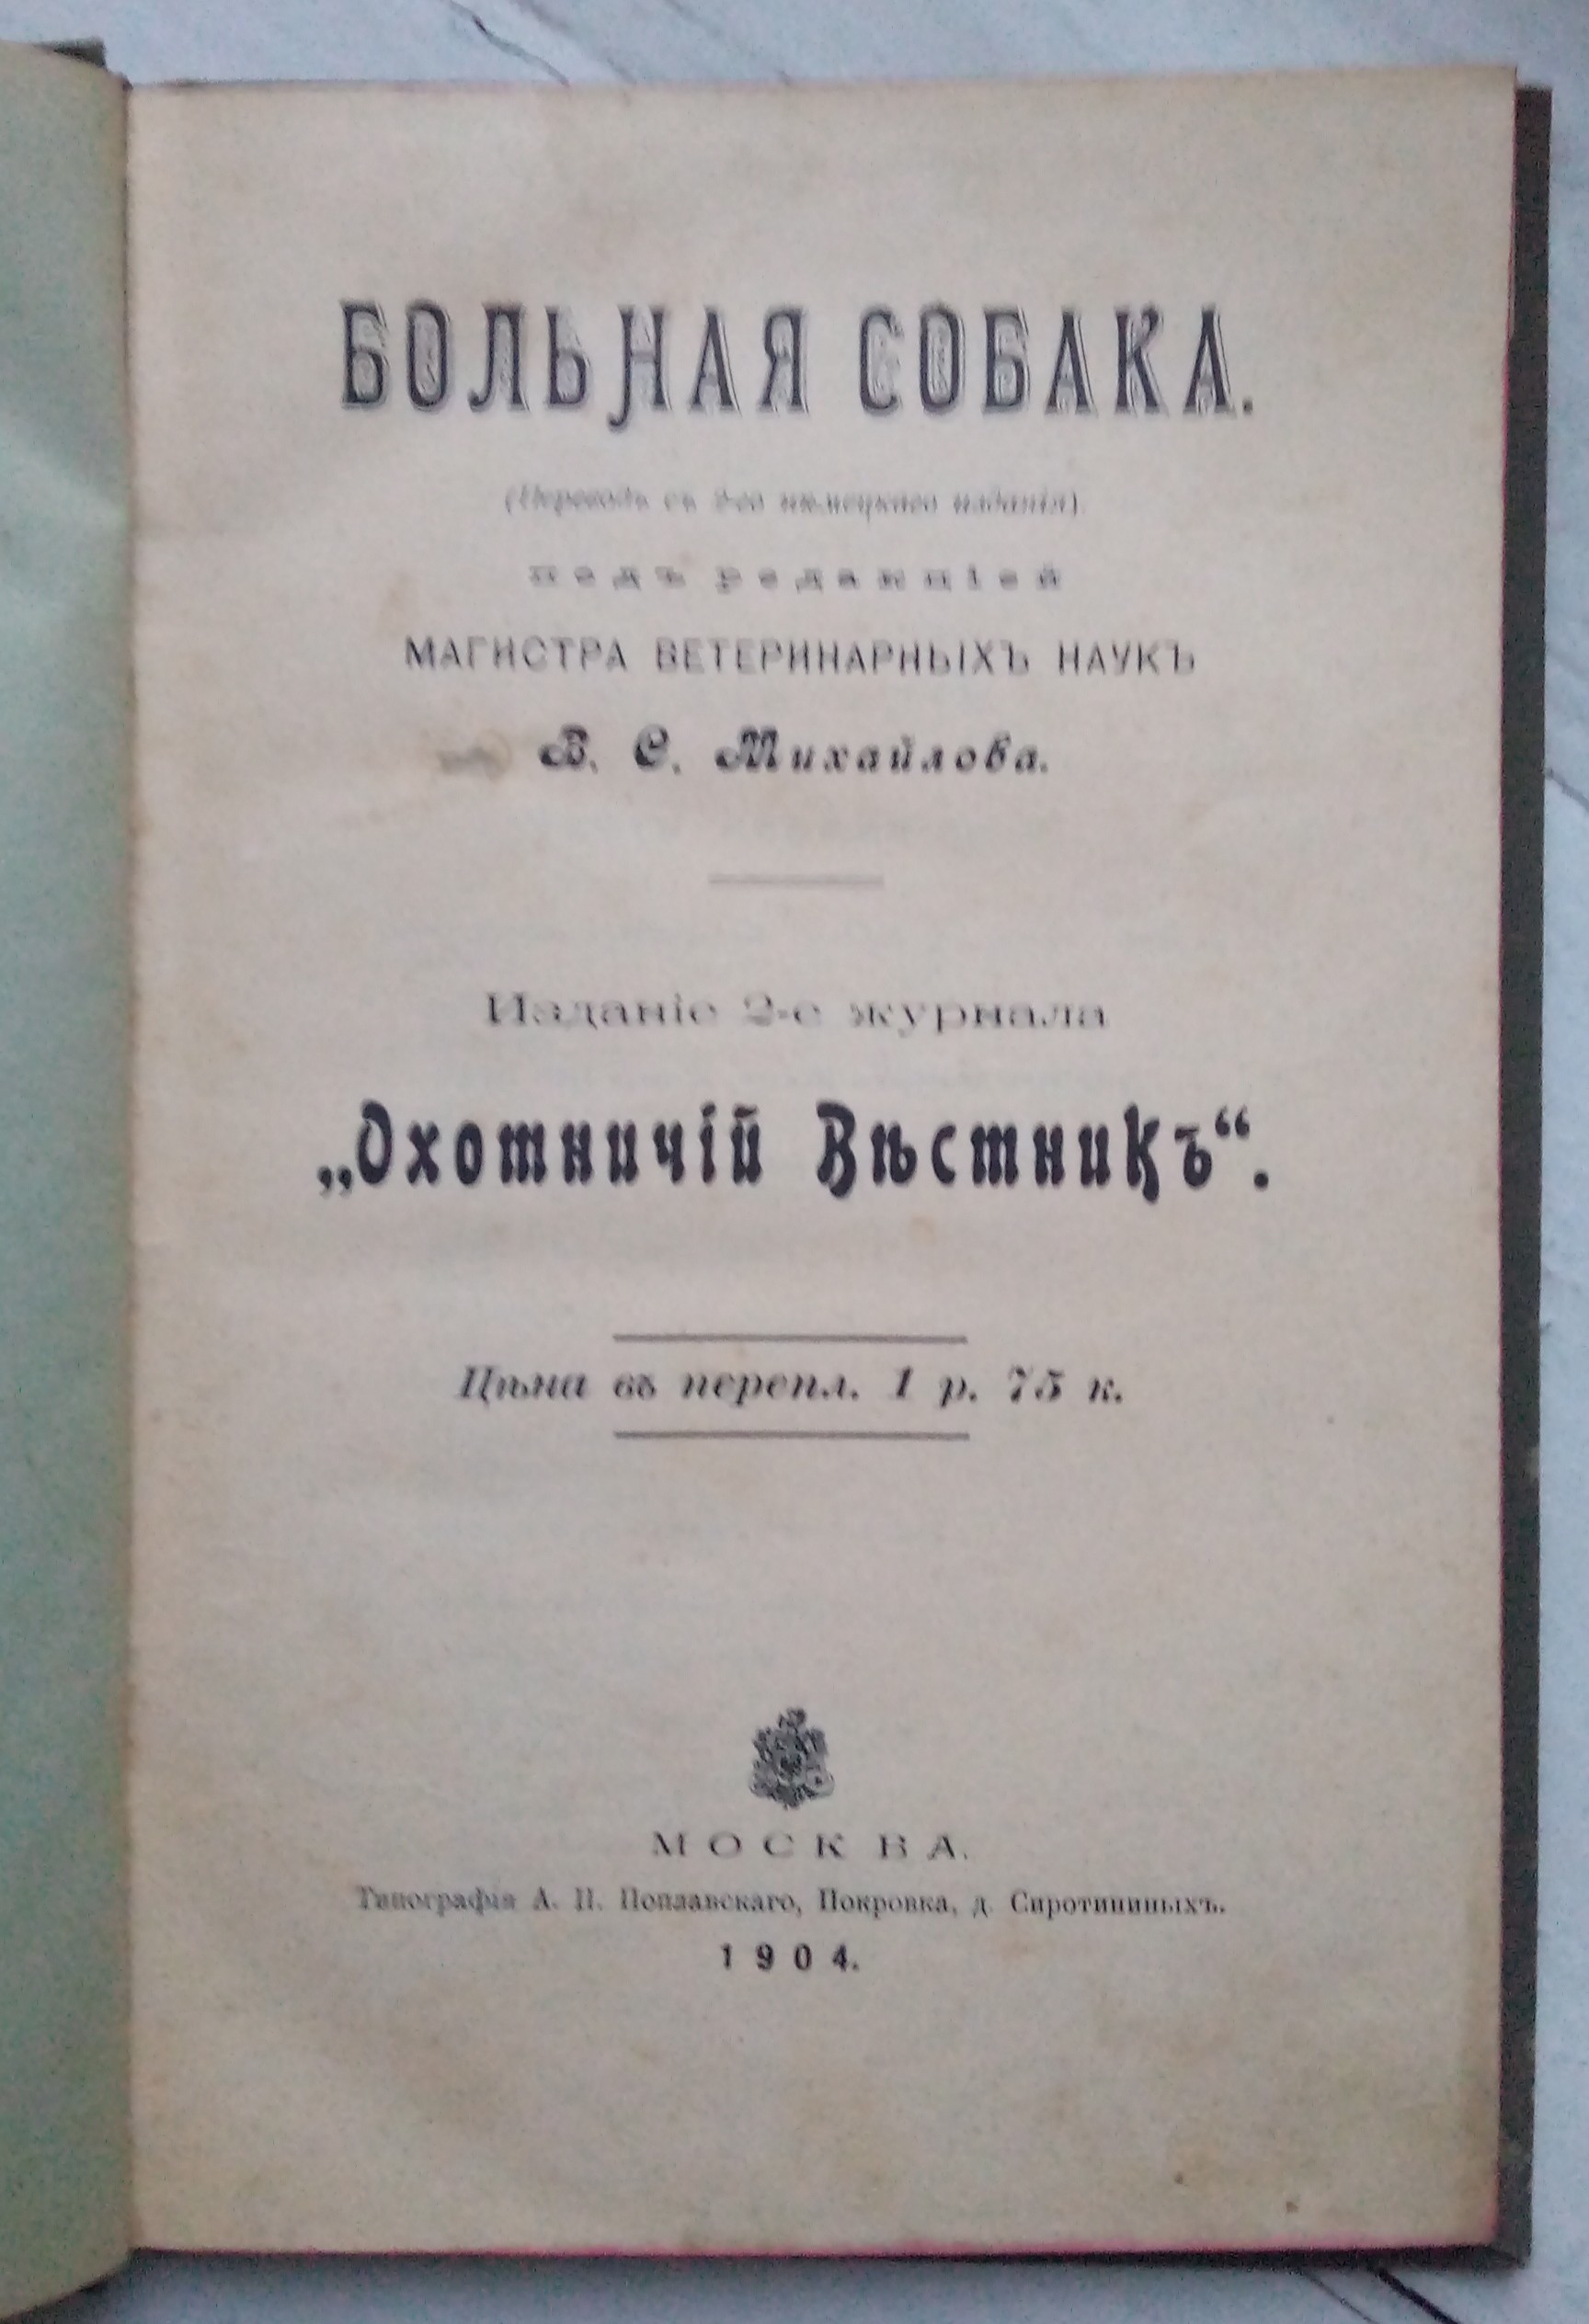 БОЛЬНАЯ СОБАКА.
(Переводъ съ 2-го нѣмецкаго изданія).
подъ редакціей
МАГИСТРА ВЕТЕРИНАРНЫХЪ НАУКЪ
В. С. Михайлова.
Изданіе 2-е журнала
„Охотничій Вѣстникъ“.
Цѣна въ перепл. 1 р. 75 к.
МОСКВА.
Типографія А. П. Поплавскаго, Покровка, д. Сиротининыхъ.
1904.